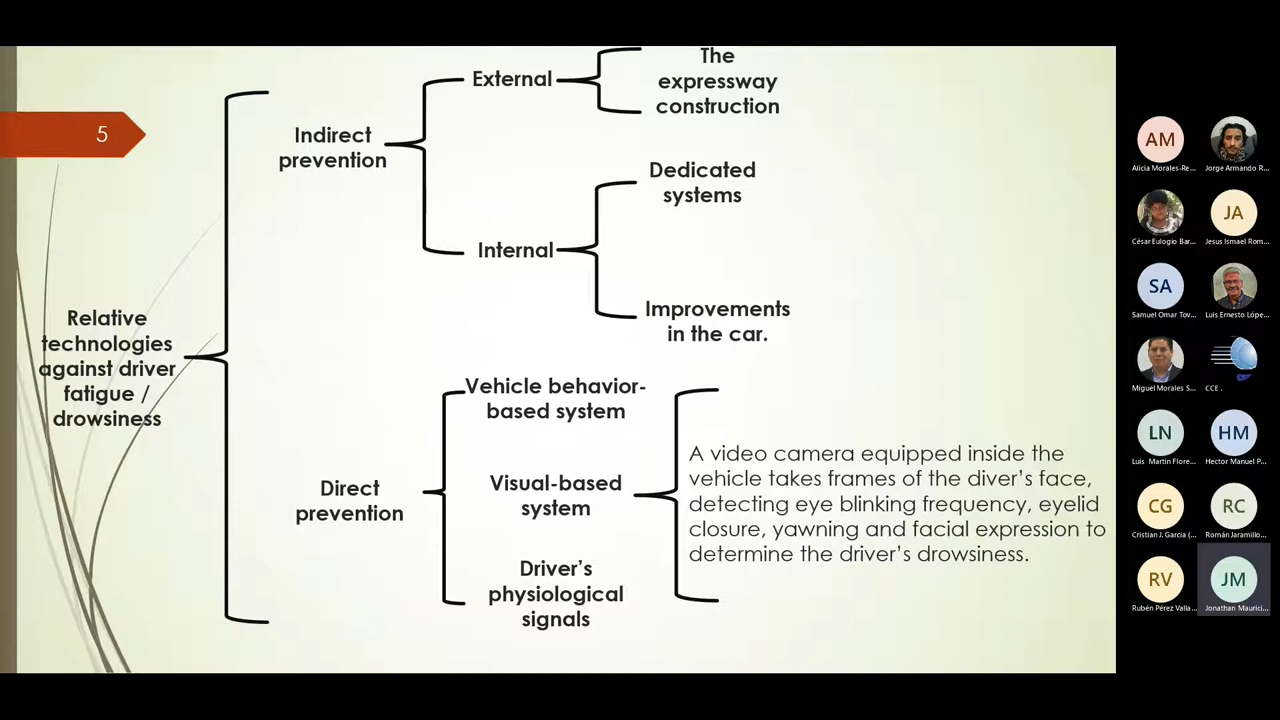 5
Relative
technologies
against driver
fatigue /
drowsiness
Indirect
prevention
External
The
expressway
construction
Internal
Dedicated
systems
Improvements
in the car.
Direct
prevention
Vehicle behavior-
based system
Visual-based
system
A video camera equipped inside the
vehicle takes frames of the diver’s face,
detecting eye blinking frequency, eyelid
closure, yawning and facial expression to
determine the driver’s drowsiness.
Driver’s
physiological
signals
AM
Alicia Morales-Re...
Jorge Armando R...
César Eulogio Bar...
JA
Jesus Ismael Rom...
SA
Samuel Omar Tov...
Luis Ernesto Lópe...
Miguel Morales S...
CCE .
LN
Luis Martin Flore...
HM
Hector Manuel P...
CG
Cristian J. Garcia (...
RC
Román Jaramillo...
RV
Rubén Pérez Valla...
JM
Jonathan Maurici...